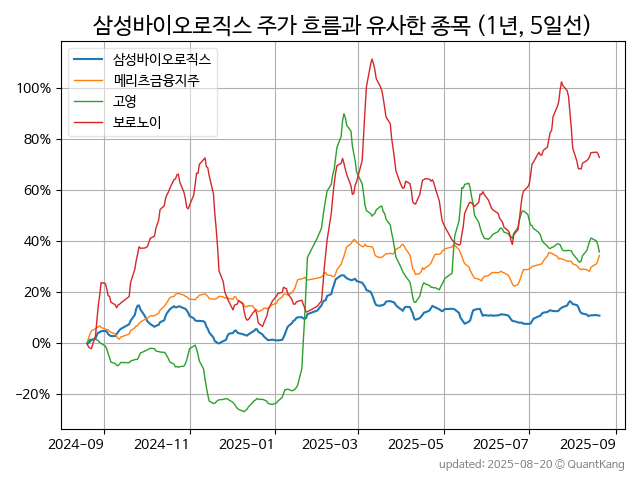 삼성바이오로직스 주가 흐름과 유사한 종목 (1년, 5일선)
삼성바이오로직스
메리츠금융지주
고영
보로노이
100%
80%
60%
40%
20%
0%
−20%
2024-09 2024-11 2025-01 2025-03 2025-05 2025-07 2025-09
updated: 2025-08-20 © QuantKang